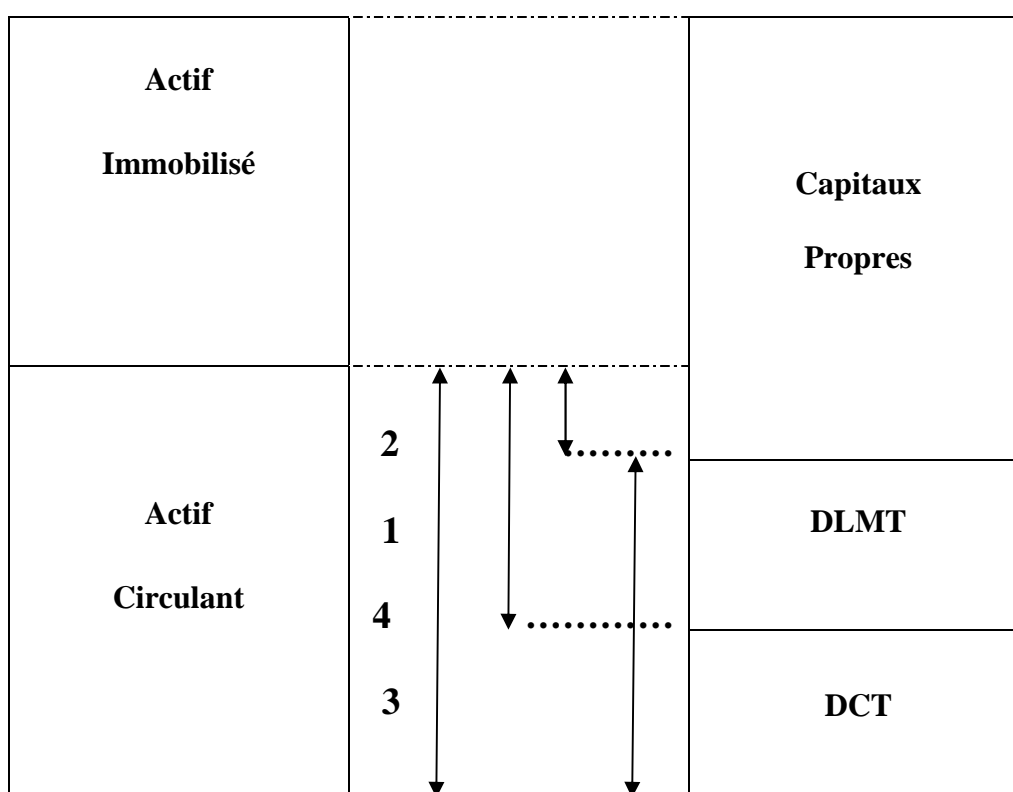 Actif
Immobilisé
Capitaux
Propres
2
1
4
3
Actif
Circulant
DLMT
DCT